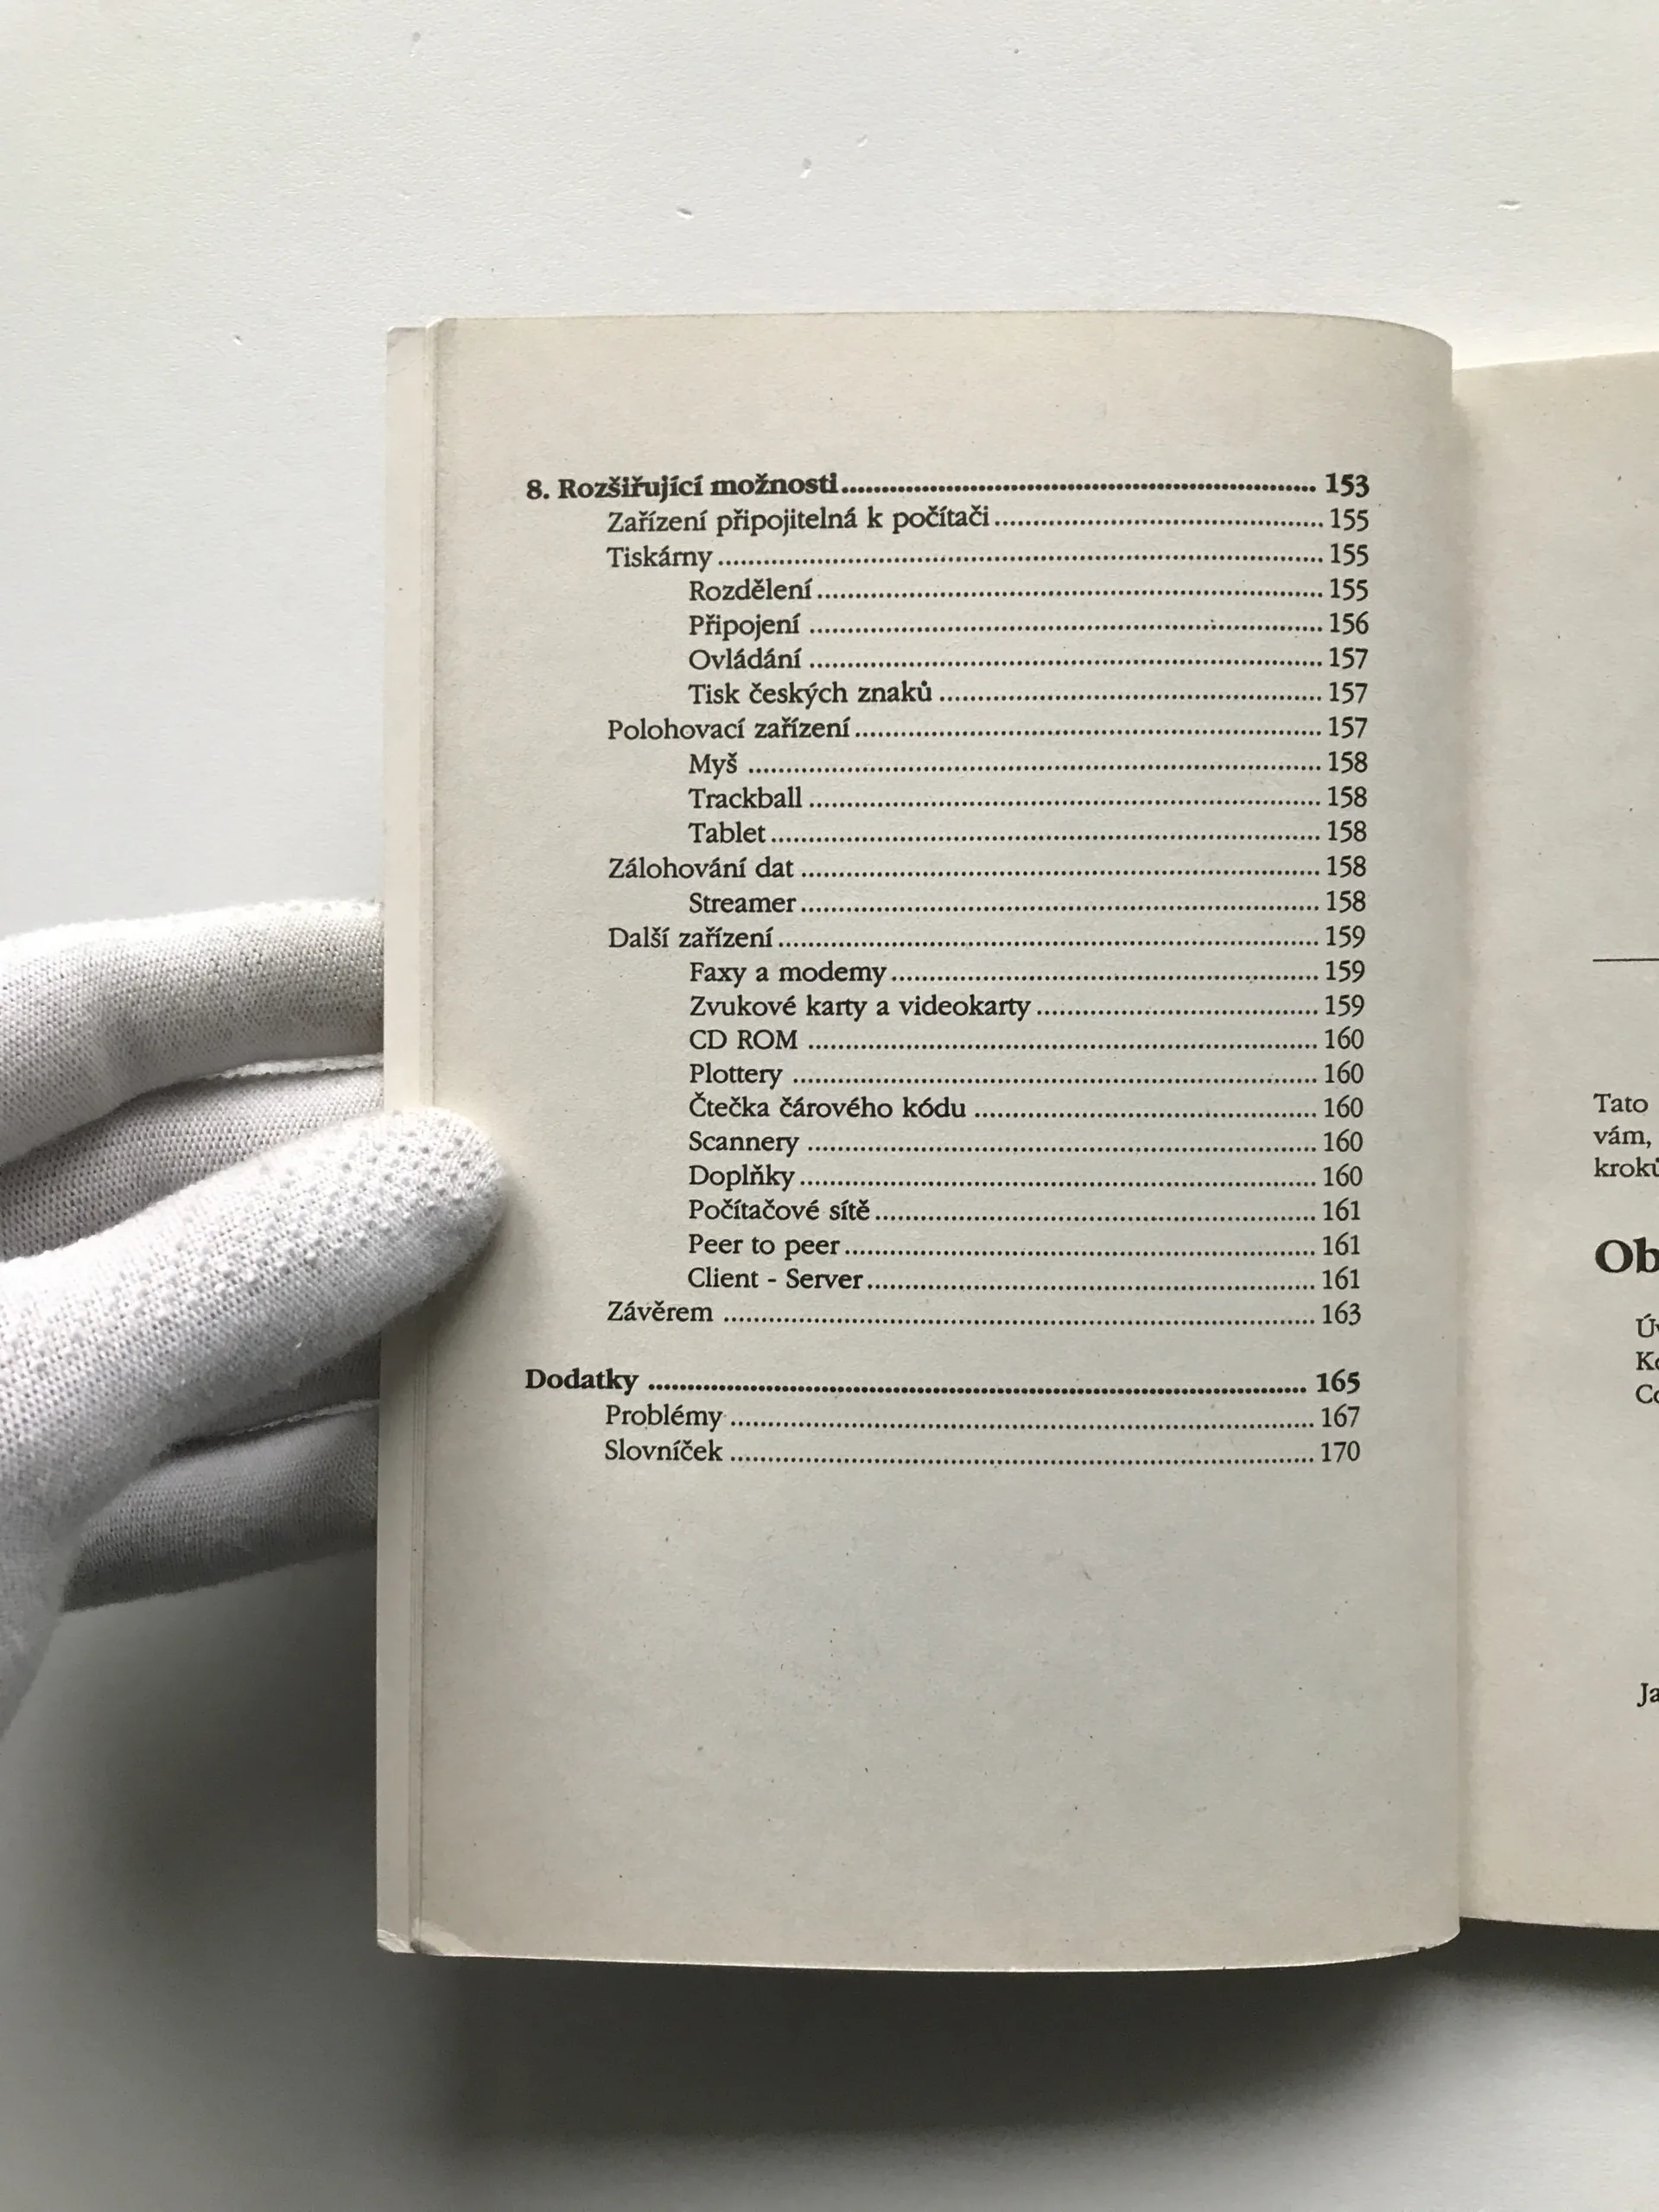 8. Rozšiřující možnosti 153
Zařízení připojitelná k počítači 155
Tiskárny 155
Rozdělení 155
Připojení 156
Ovládání 157
Tisk českých znaků 157
Polohovací zařízení 157
Myš 158
Trackball 158
Tablet 158
Zálohování dat 158
Streamer 158
Další zařízení 159
Faxy a modemy 159
Zvukové karty a videokarty 159
CD ROM 160
Plottery 160
Čtečka čárového kódu 160
Scannery 160
Doplňky 160
Počítačové sítě 161
Peer to peer 161
Client - Server 161
Závěrem 163
Dodatky 165
Problémy 167
Slovníček 170
Tato
vám,